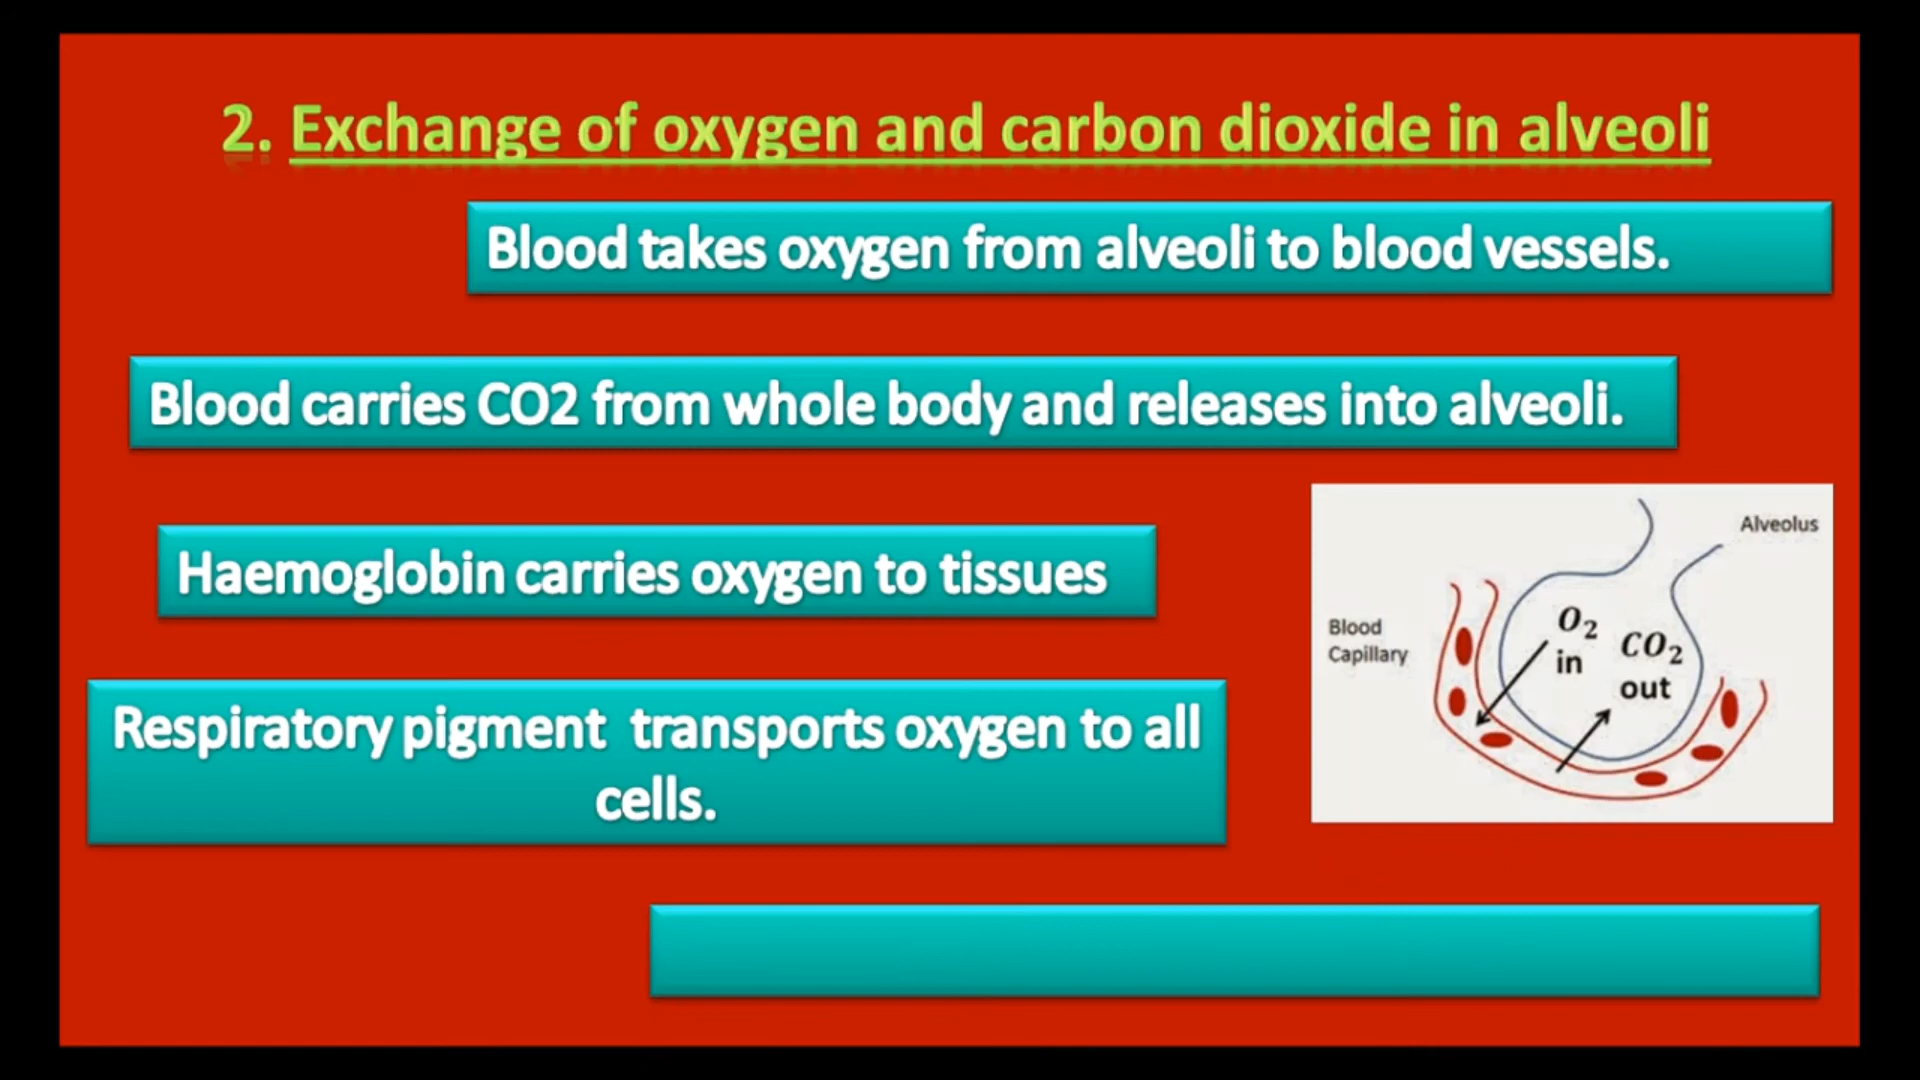 2. Exchange of oxygen and carbon dioxide in alveoli
Blood takes oxygen from alveoli to blood vessels.
Blood carries CO2 from whole body and releases into alveoli.
Haemoglobin carries oxygen to tissues
Respiratory pigment transports oxygen to all
cells.
Alveolus
Blood
Capillary
O₂
in
CO₂
out